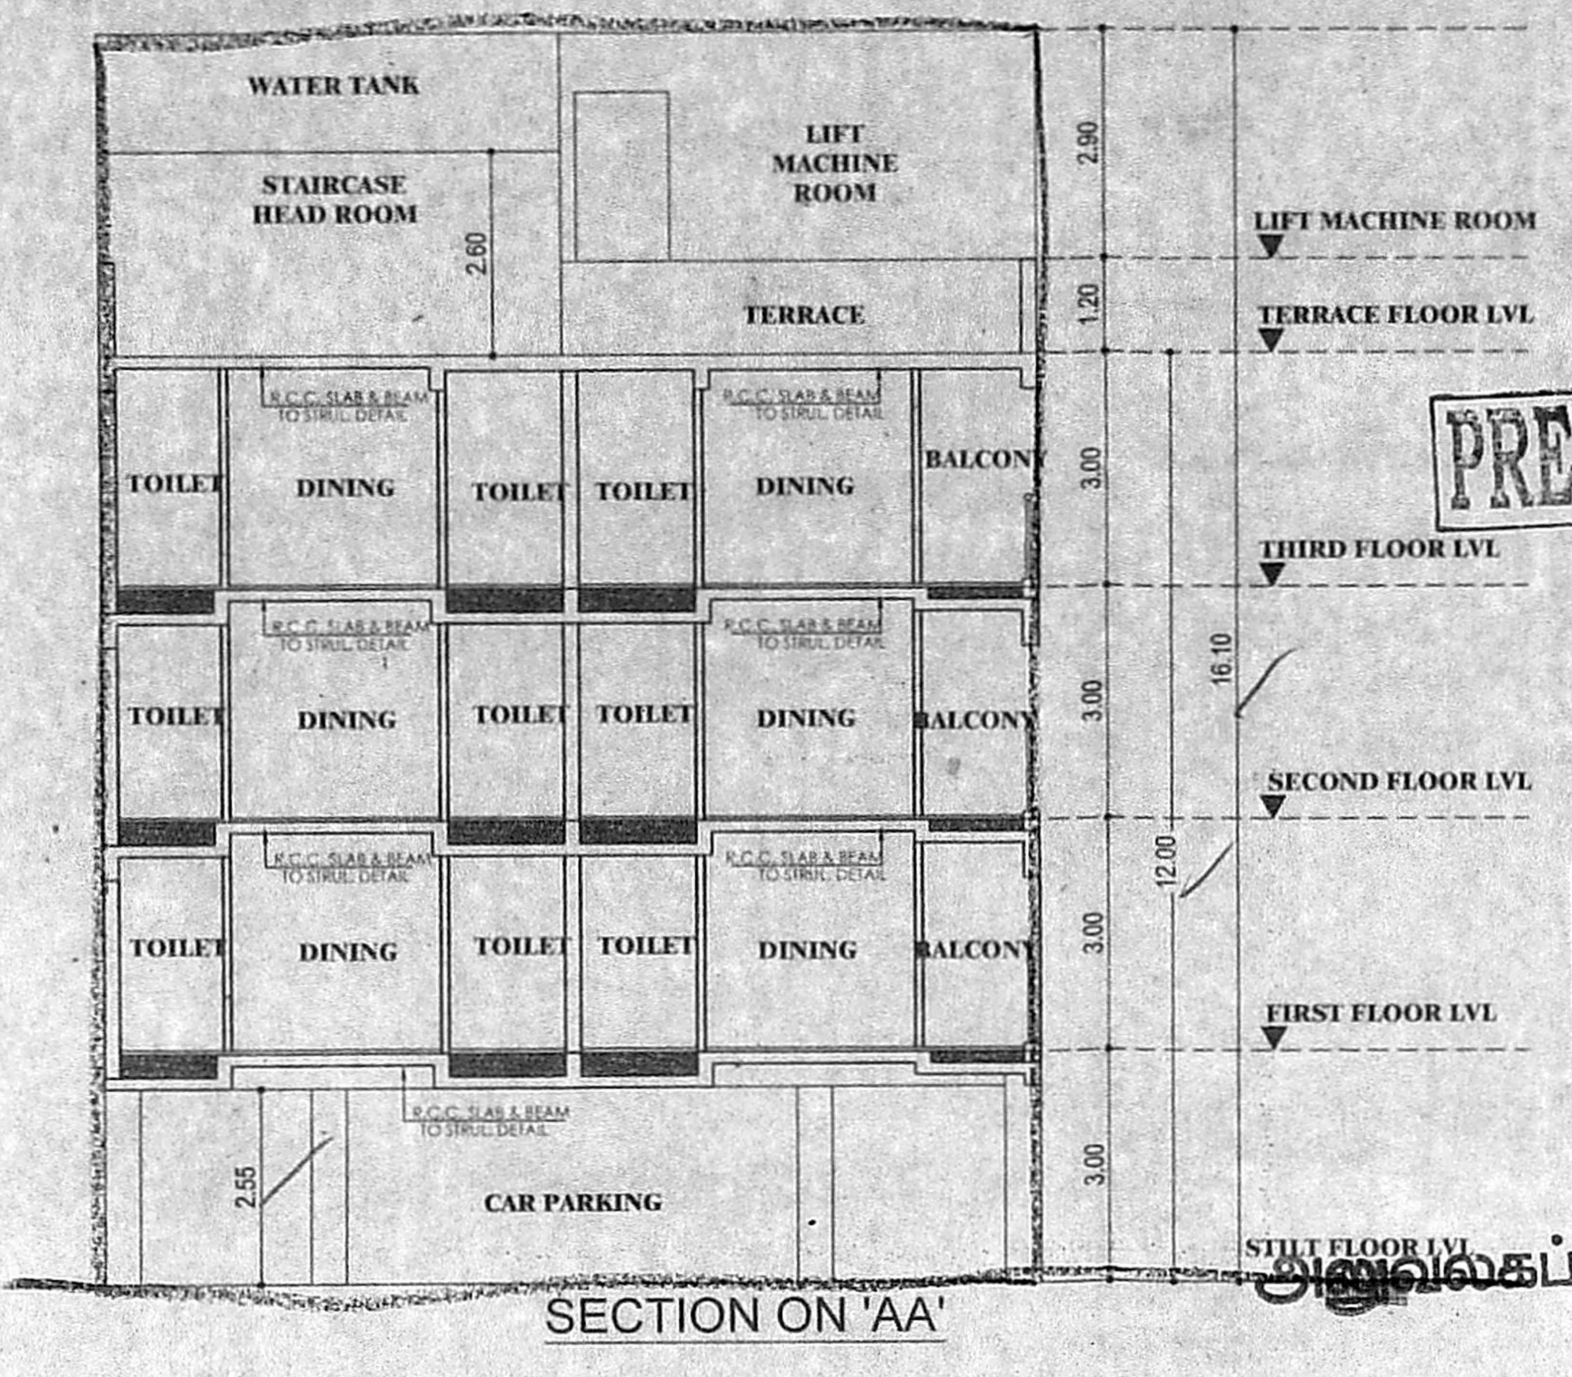 WATER TANK
LIFT
MACHINE
ROOM
2.90
STAIRCASE
HEAD ROOM
LIFT MACHINE ROOM
2.60
TERRACE
1.20
TERRACE FLOOR LVL
R.C.C. SLAB & BEAM
TO STRUL. DETAIL
R.C.C. SLAB & BEAM
TO STRUL. DETAIL
PRE
TOILET
DINING
TOILET
TOILET
DINING
BALCONY
3.00
THIRD FLOOR LVL
R.C.C. SLAB & BEAM
TO STRUL. DETAIL
R.C.C. SLAB & BEAM
TO STRUL. DETAIL
16.10
TOILET
DINING
TOILET
TOILET
DINING
BALCONY
3.00
SECOND FLOOR LVL
R.C.C. SLAB & BEAM
TO STRUL. DETAIL
R.C.C. SLAB & BEAM
TO STRUL. DETAIL
12.00
TOILET
DINING
TOILET
TOILET
DINING
BALCONY
3.00
FIRST FLOOR LVL
R.C.C. SLAB & BEAM
TO STRUL. DETAIL
2.55
CAR PARKING
3.00
STILT FLOOR LVL
அலுவலகப்
SECTION ON 'AA'